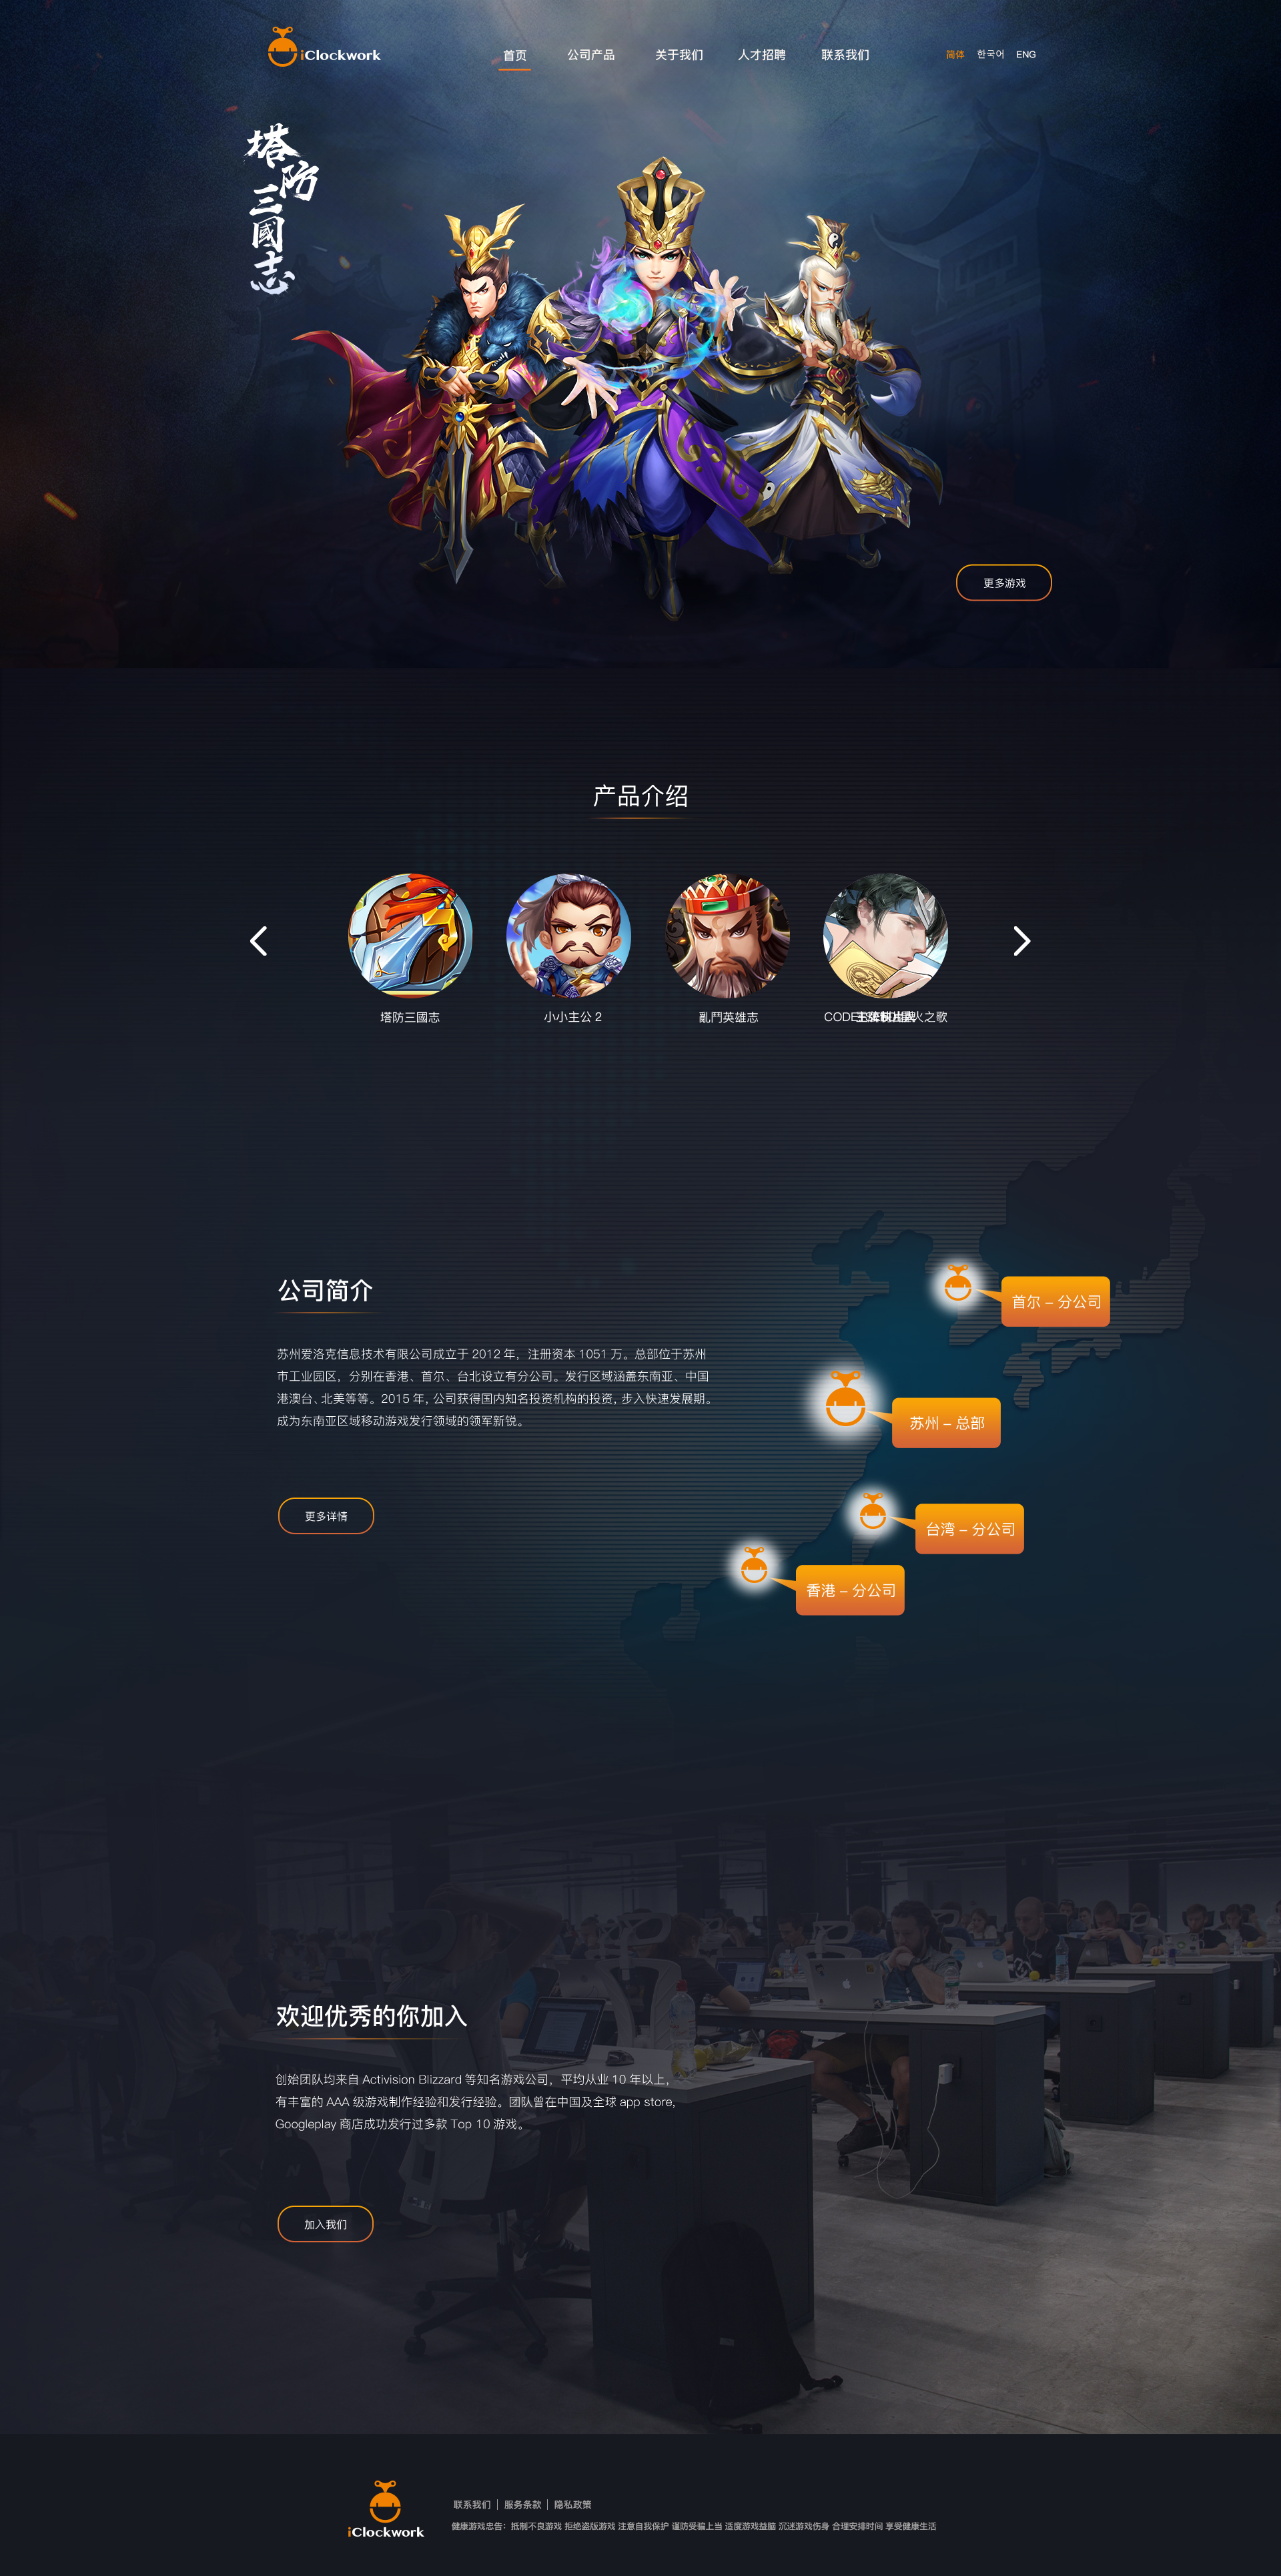 iClockwork
首页 公司产品 关于我们 人才招聘 联系我们 简体 한국어 ENG
塔防三國志
更多游戏
产品介绍
塔防三國志 小小主公 2 亂鬥英雄志
公司简介
首尔 – 分公司
苏州爱洛克信息技术有限公司成立于 2012 年，注册资本 1051 万。总部位于苏州
市工业园区，分别在香港、首尔、台北设立有分公司。发行区域涵盖东南亚、中国
港澳台、北美等等。2015 年，公司获得国内知名投资机构的投资, 步入快速发展期。
成为东南亚区域移动游戏发行领域的领军新锐。
苏州 – 总部
更多详情
台湾 – 分公司
香港 – 分公司
欢迎优秀的你加入
创始团队均来自 Activision Blizzard 等知名游戏公司，平均从业 10 年以上,
有丰富的 AAA 级游戏制作经验和发行经验。团队曾在中国及全球 app store,
Googleplay 商店成功发行过多款 Top 10 游戏。
加入我们
iClockwork
联系我们 | 服务条款 | 隐私政策
健康游戏忠告：抵制不良游戏 拒绝盗版游戏 注意自我保护 谨防受骗上当 适度游戏益脑 沉迷游戏伤身 合理安排时间 享受健康生活